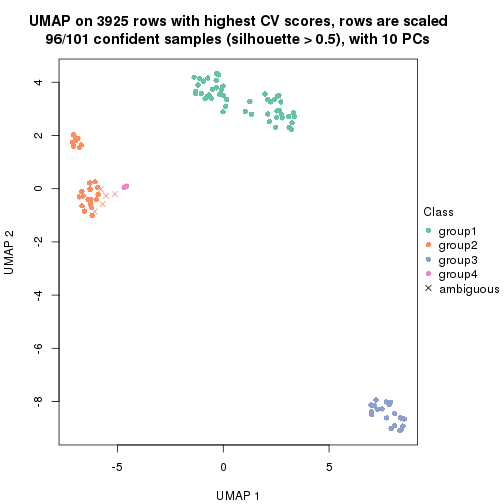 UMAP on 3925 rows with highest CV scores, rows are scaled
96/101 confident samples (silhouette > 0.5), with 10 PCs
4
2
0
-2
-4
-6
-8
UMAP 2
-5
0
5
UMAP 1
Class
group1
group2
group3
group4
ambiguous